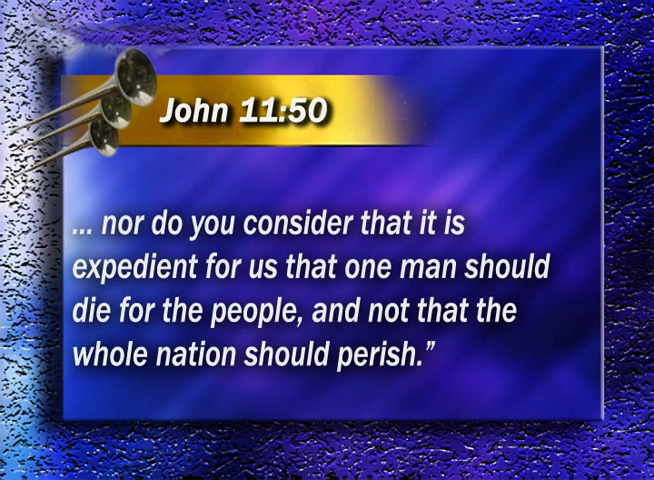 John 11:50
... nor do you consider that it is
expedient for us that one man should
die for the people, and not that the
whole nation should perish.”